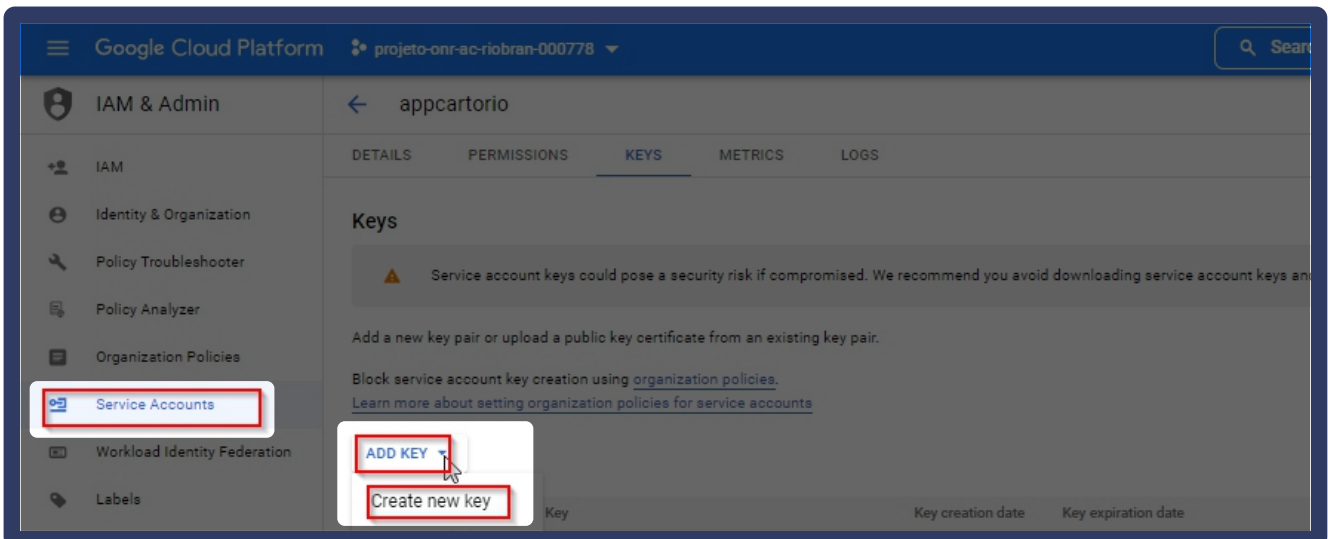 Google Cloud Platform projeto-onr-ac-riobran-000778
IAM & Admin appcartorio
DETAILS PERMISSIONS KEYS METRICS LOGS
IAM
Identity & Organization
Policy Troubleshooter
Policy Analyzer
Organization Policies
Service Accounts
Workload Identity Federation
Labels
Keys
Service account keys could pose a security risk if compromised. We recommend you avoid downloading service account keys and
Add a new key pair or upload a public key certificate from an existing key pair.
Block service account key creation using organization policies.
Learn more about setting organization policies for service accounts
ADD KEY
Create new key
Key Key creation date Key expiration date